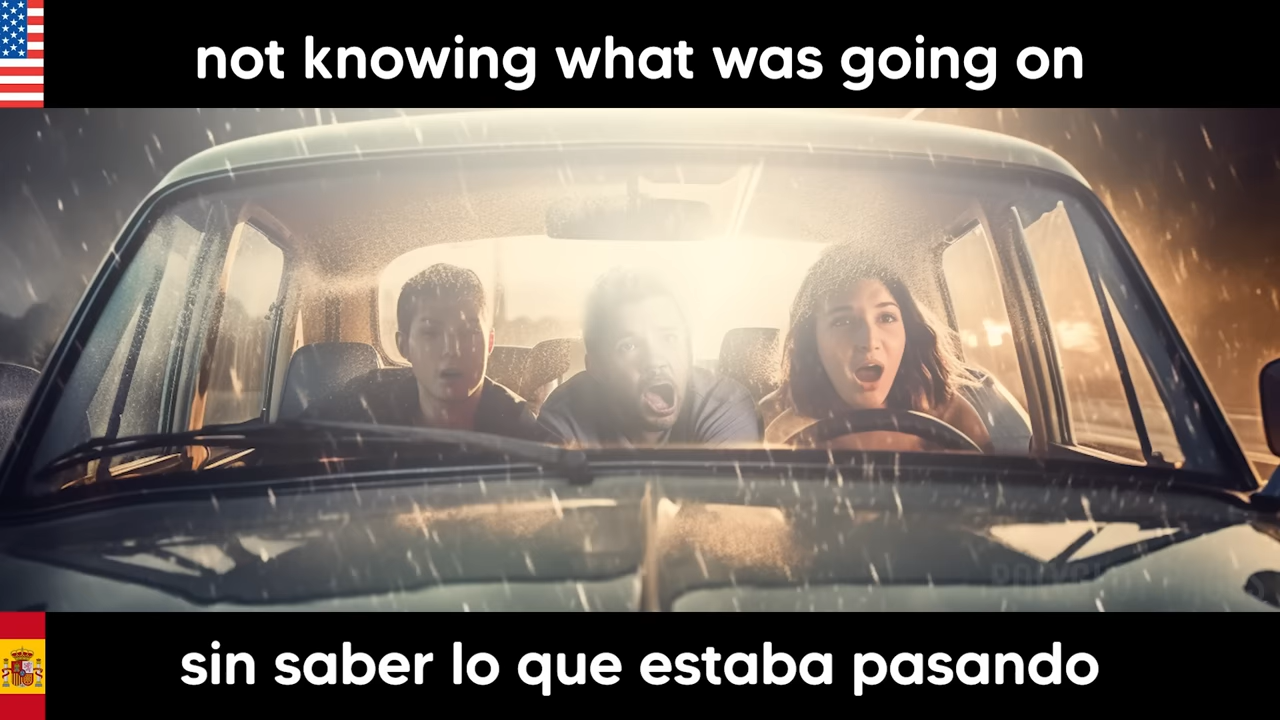 not knowing what was going on
sin saber lo que estaba pasando